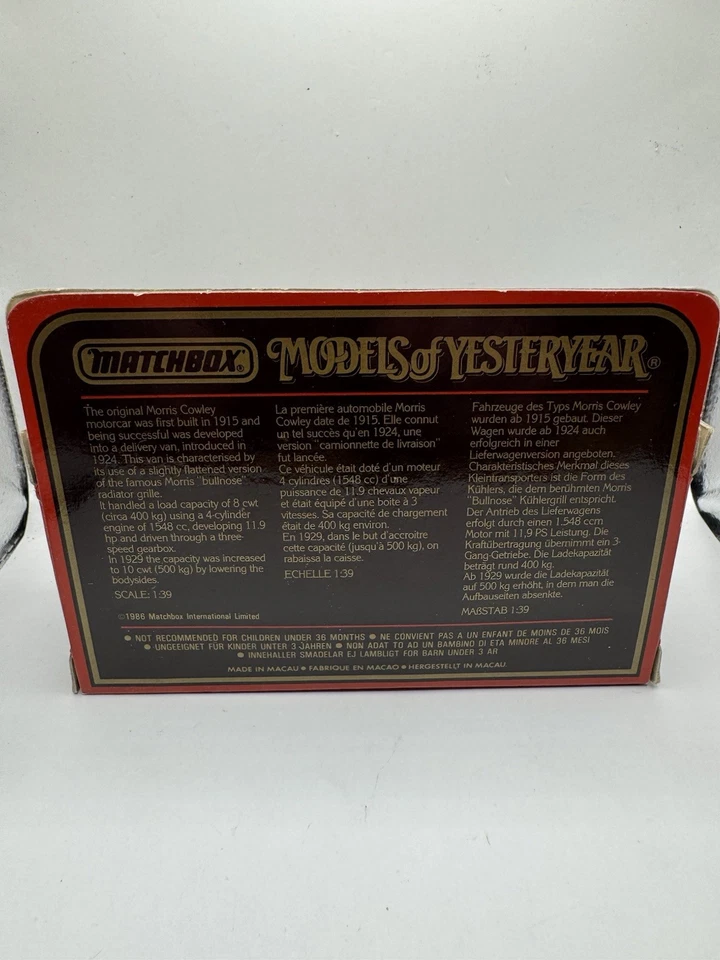 MATCHBOX® MODELS of YESTERYEAR®
The original Morris Cowley
motorcar was first built in 1915 and
being successful was developed
into a delivery van, introduced in
1924. This van is characterised by
its use of a slightly flattened version
of the famous Morris "bullnose"
radiator grille.
It handled a load capacity of 8 cwt
(circa 400 kg) using a 4-cylinder
engine of 1548 cc, developing 11.9
hp and driven through a three-
speed gearbox.
In 1929 the capacity was increased
to 10 cwt (500 kg) by lowering the
bodysides.
SCALE: 1:39
La première automobile Morris
Cowley date de 1915. Elle connut
un tel succès qu'en 1924, une
version "carnionnette de livraison"
fut lancée.
Ce véhicule était doté d'un moteur
4 cylindres (1548 cc) d'une
puissance de 11.9 chevaux vapeur
et était équipé d'une boite à 3
vitesses. Sa capacité de chargement
était de 400 kg environ.
En 1929, dans le but d'accroitre
cette capacité (jusqu'à 500 kg), on
rabaissa la caisse.
ECHELLE 1:39
Fahrzeuge des Typs Morris Cowley
wurden ab 1915 gebaut. Dieser
Wagen wurde ab 1924 auch
erfolgreich in einer
Lieferwagenversion angeboten.
Charakteristisches Merkmal dieses
Kleintransporters ist die Form des
Kühlers, die dem berühmten Morris
"Bullnose" Kühlergrill entspricht.
Der Antrieb des Lieferwagens
erfolgt durch einen 1.548 ccm
Motor mit 11,9 PS Leistung. Die
Kraftübertragung übernimmt ein 3-
Gang-Getriebe. Die Ladekapazität
beträgt rund 400 kg.
Ab 1929 wurde die Ladekapazität
auf 500 kg erhöht, in dem man die
Aufbauseiten absenkte.
MAßSTAB 1:39
©1986 Matchbox International Limited
● NOT RECOMMENDED FOR CHILDREN UNDER 36 MONTHS ● NE CONVIENT PAS A UN ENFANT DE MOINS DE 36 MOIS
● UNGEEIGNET FUR KINDER UNTER 3 JAHREN ● NON ADAT TO AD UN BAMBINO DI ETA MINDRE AL 36 MESI
● INNEHALLER SMADELAR EJ LAMBLIGT FOR BARN UNDER 3 AR
MADE IN MACAU ● FABRIQUE EN MACAO ● HERGESTELLT IN MACAU